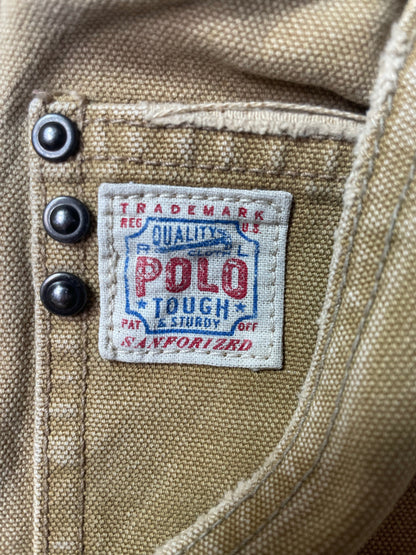 TRADEMARK
REG U.S
QUALITY
R L
POLO
TOUGH
& STURDY
PAT OFF
SANFORIZED